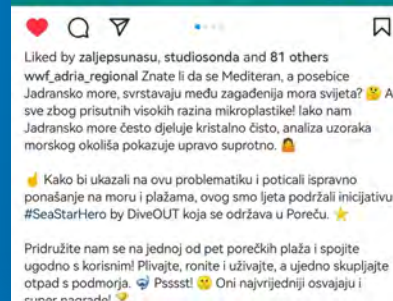 Liked by zaljepsunasu, studiosonda and 81 others
wwf_adria_regional Znate li da se Mediteran, a posebice
Jadransko more, svrstavaju među zagađenija mora svijeta? 🤔 A
sve zbog prisutnih visokih razina mikroplastike! Iako nam
Jadransko more često djeluje kristalno čisto, analiza uzoraka
morskog okoliša pokazuje upravo suprotno. 🤷
☝️ Kako bi ukazali na ovu problematiku i poticali ispravno
ponašanje na moru i plažama, ovog smo ljeta podržali inicijativu
#SeaStarHero by DiveOUT koja se održava u Poreču. ⭐
Pridružite nam se na jednoj od pet porečkih plaža i spojite
ugodno s korisnim! Plivajte, ronite i uživajte, a ujedno skupljajte
otpad s podmorja. 🤿 Psssst! 🤫 Oni najvrijedniji osvajaju i
super nagrade! 🏆